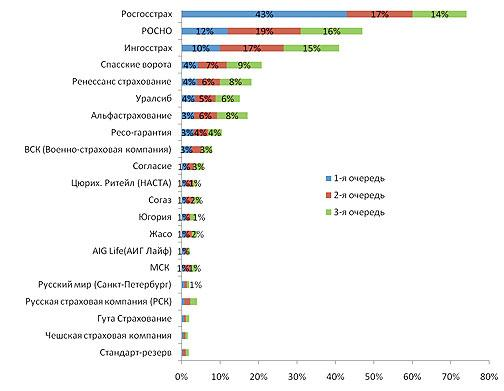 Росгосстрах 43% 17% 14%
РОСНО 12% 19% 16%
Ингосстрах 10% 17% 15%
Спасские ворота 4% 7% 9%
Ренессанс страхование 4% 6% 8%
Уралсиб 4% 5% 6%
Альфастрахование 3% 6% 8%
Ресо-гарантия 3% 4% 4%
ВСК (Военно-страховая компания) 3% 3%
Согласие 1% 3%
Цюрих. Ритейл (НАСТА) 1% 1%
Согаз 1% 2%
Югория 1% 1%
Жасо 1% 2%
AIG Life(АИГ Лайф) 1%
МСК 1% 1%
Русский мир (Санкт-Петербург) 1%
Русская страховая компания (РСК)
Гута Страхование
Чешская страховая компания
Стандарт-резерв
1-я очередь
2-я очередь
3-я очередь
0% 10% 20% 30% 40% 50% 60% 70% 80%